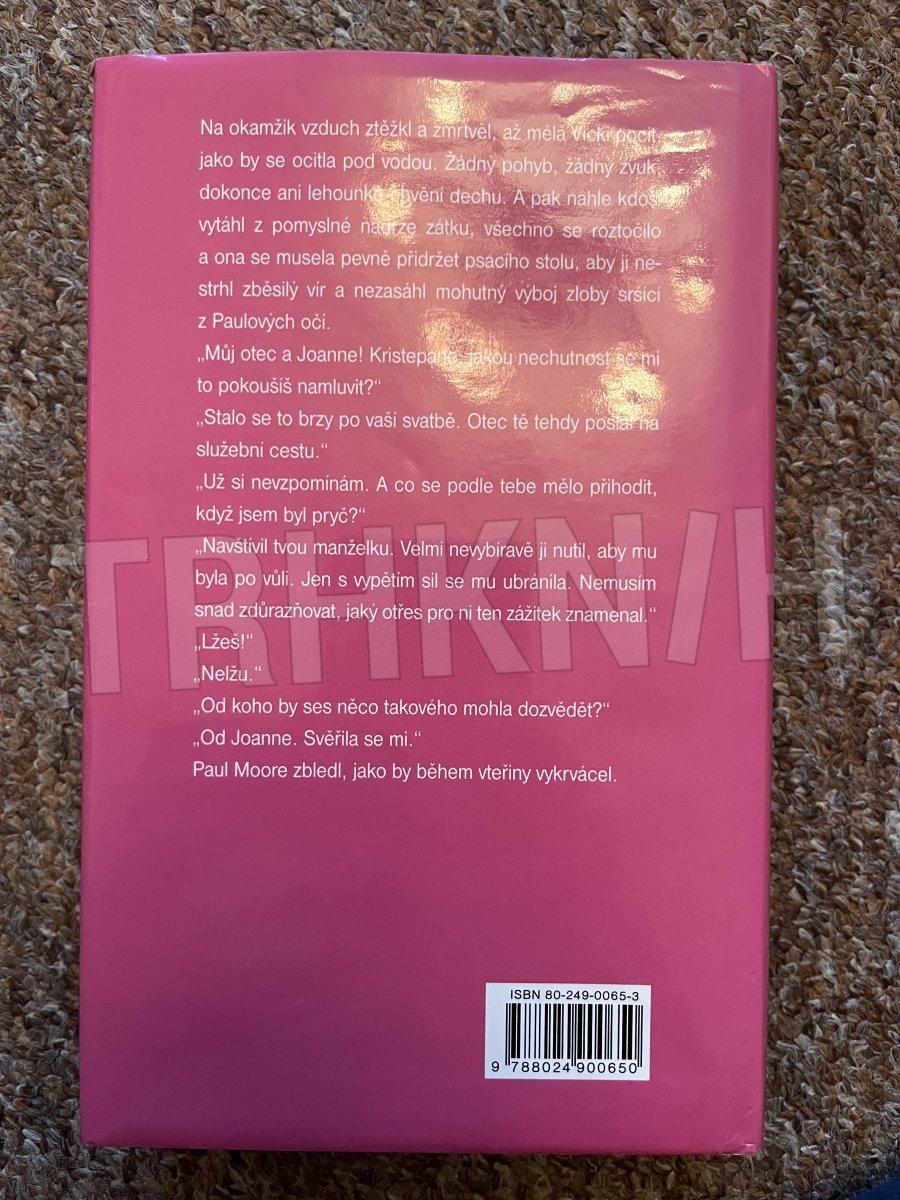 Na okamžik vzduch ztěžkl a zmrtvěl, až měla Vicki pocit,
jako by se ocitla pod vodou. Žádný pohyb, žádný zvuk,
dokonce ani lehounké chvění dechu. A pak náhle kdosi
vytáhl z pomyslné nádrže zátku, všechno se roztočilo
a ona se musela pevně přidržet psacího stolu, aby ji ne-
strhl zběsilý vír a nezasáhl mohutný výboj zloby sršící
z Paulových očí.
„Můj otec a Joanne! Kristepane, jakou nechutnost se mi
to pokoušíš namluvit?“
„Stalo se to brzy po vaší svatbě. Otec tě tehdy poslal na
služební cestu.“
„Už si nevzpomínám. A co se podle tebe mělo přihodit,
když jsem byl pryč?“
„Navštívil tvou manželku. Velmi nevybíravě ji nutil, aby mu
byla po vůli. Jen s vypětím sil se mu ubránila. Nemusím
snad zdůrazňovat, jaký otřes pro ni ten zážitek znamenal.“
„Lžeš!“
„Nelžu.“
„Od koho by ses něco takového mohla dozvědět?“
„Od Joanne. Svěřila se mi.“
Paul Moore zbledl, jako by během vteřiny vykrvácel.
TRHKN/H
ISBN 80-249-0065-3
9 788024 900650